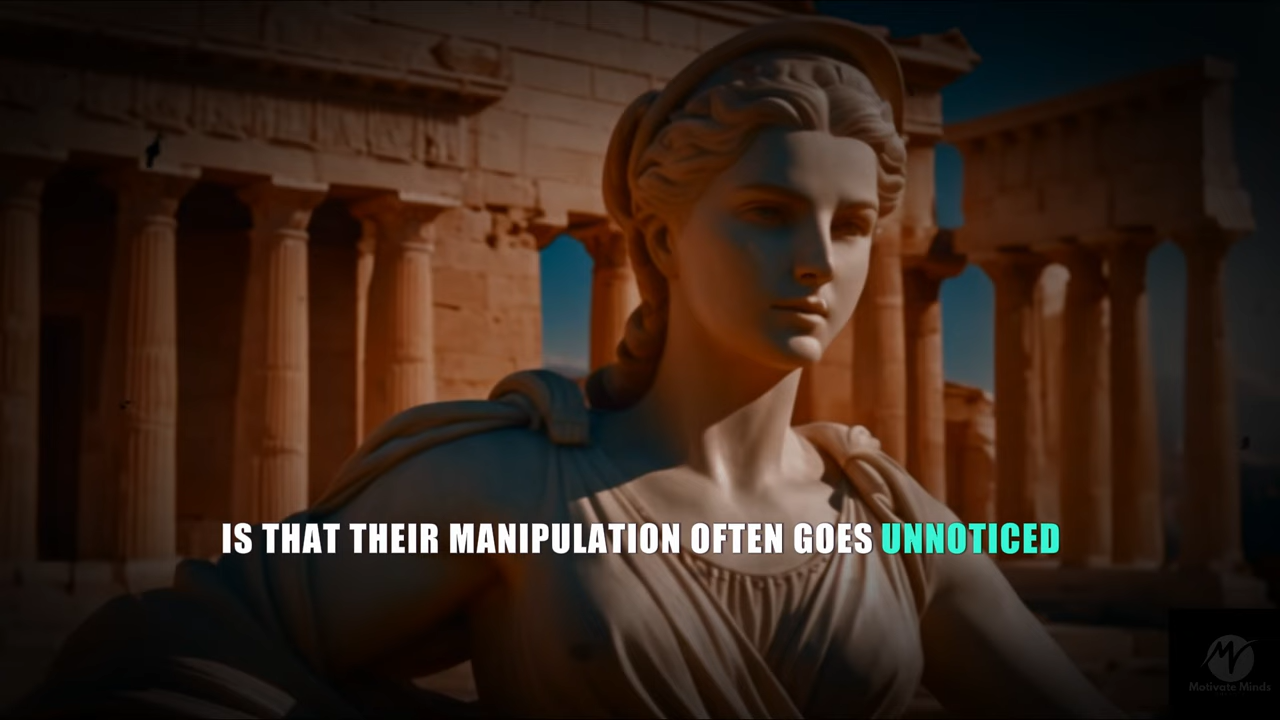 IS THAT THEIR MANIPULATION OFTEN GOES UNNOTICED
Motivate Minds